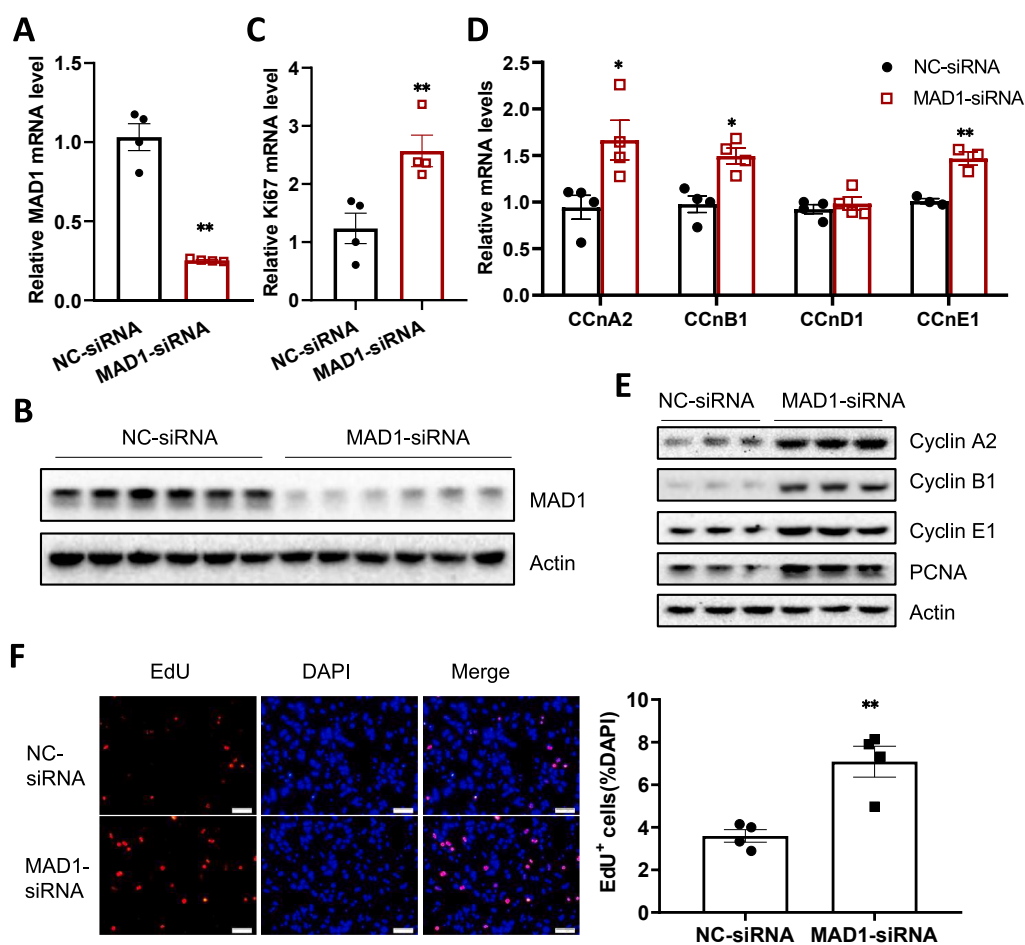 A
Relative MAD1 mRNA level
1.5
1.0
0.5
0.0
**
NC-siRNA
MAD1-siRNA
C
Relative Ki67 mRNA level
4
3
2
1
0
**
NC-siRNA
MAD1-siRNA
D
Relative mRNA levels
2.5
2.0
1.5
1.0
0.5
0.0
*
*
**
NC-siRNA
MAD1-siRNA
CCnA2
CCnB1
CCnD1
CCnE1
B
NC-siRNA
MAD1-siRNA
MAD1
Actin
E
NC-siRNA
MAD1-siRNA
Cyclin A2
Cyclin B1
Cyclin E1
PCNA
Actin
F
EdU
DAPI
Merge
NC-
siRNA
MAD1-
siRNA
EdU+ cells(%DAPI)
10
8
6
4
2
0
**
NC-siRNA
MAD1-siRNA